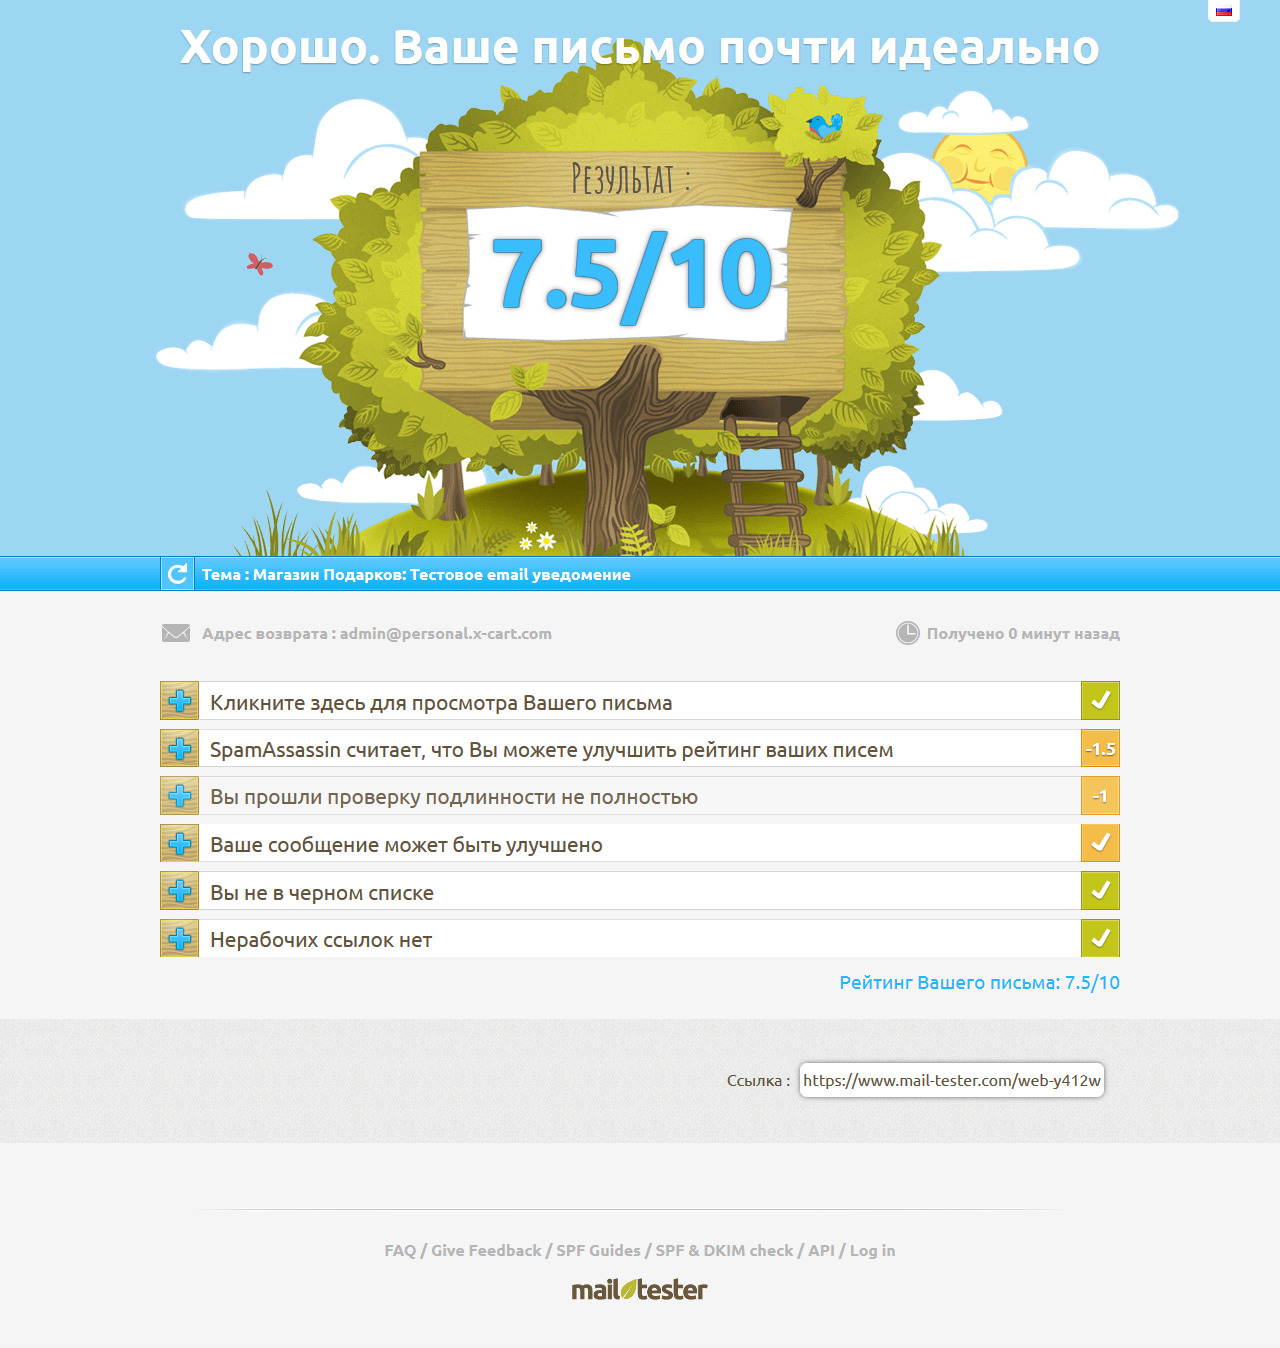 Хорошо. Ваше письмо почти идеально
Результат :
7.5/10
Тема : Магазин Подарков: Тестовое email уведомление
Адрес возврата : admin@personal.x-cart.com
Получено 0 минут назад
Кликните здесь для просмотра Вашего письма
SpamAssassin считает, что Вы можете улучшить рейтинг ваших писем
-1.5
Вы прошли проверку подлинности не полностью
-1
Ваше сообщение может быть улучшено
Вы не в черном списке
Нерабочих ссылок нет
Рейтинг Вашего письма: 7.5/10
Ссылка : https://www.mail-tester.com/web-y412w
FAQ / Give Feedback / SPF Guides / SPF & DKIM check / API / Log in
mail tester